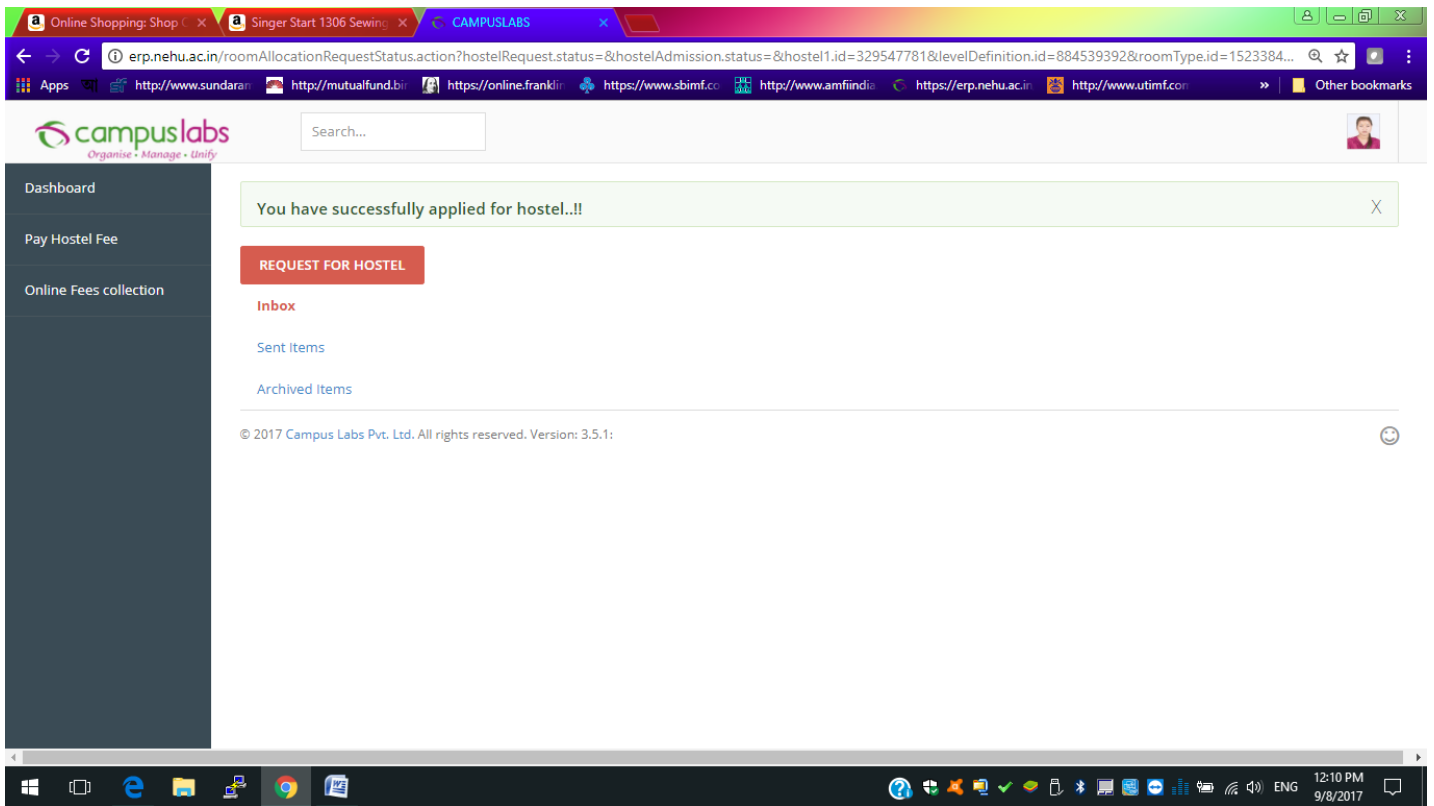 Online Shopping: Shop
Singer Start 1306 Sewing
CAMPUSLABS
erp.nehu.ac.in/roomAllocationRequestStatus.action?hostelRequest.status=&hostelAdmission.status=&hostel1.id=329547781&levelDefinition.id=884539392&roomType.id=1523384...
Apps
http://www.sundaram
http://mutualfund.bir
https://online.franklin
https://www.sbimf.co
http://www.amfiindia
https://erp.nehu.ac.in
http://www.utimf.com
»
Other bookmarks
campuslabs
Organise • Manage • Unify
Search...
Dashboard
Pay Hostel Fee
Online Fees collection
You have successfully applied for hostel..!!
X
REQUEST FOR HOSTEL
Inbox
Sent Items
Archived Items
© 2017 Campus Labs Pvt. Ltd. All rights reserved. Version: 3.5.1:
ENG
12:10 PM
9/8/2017